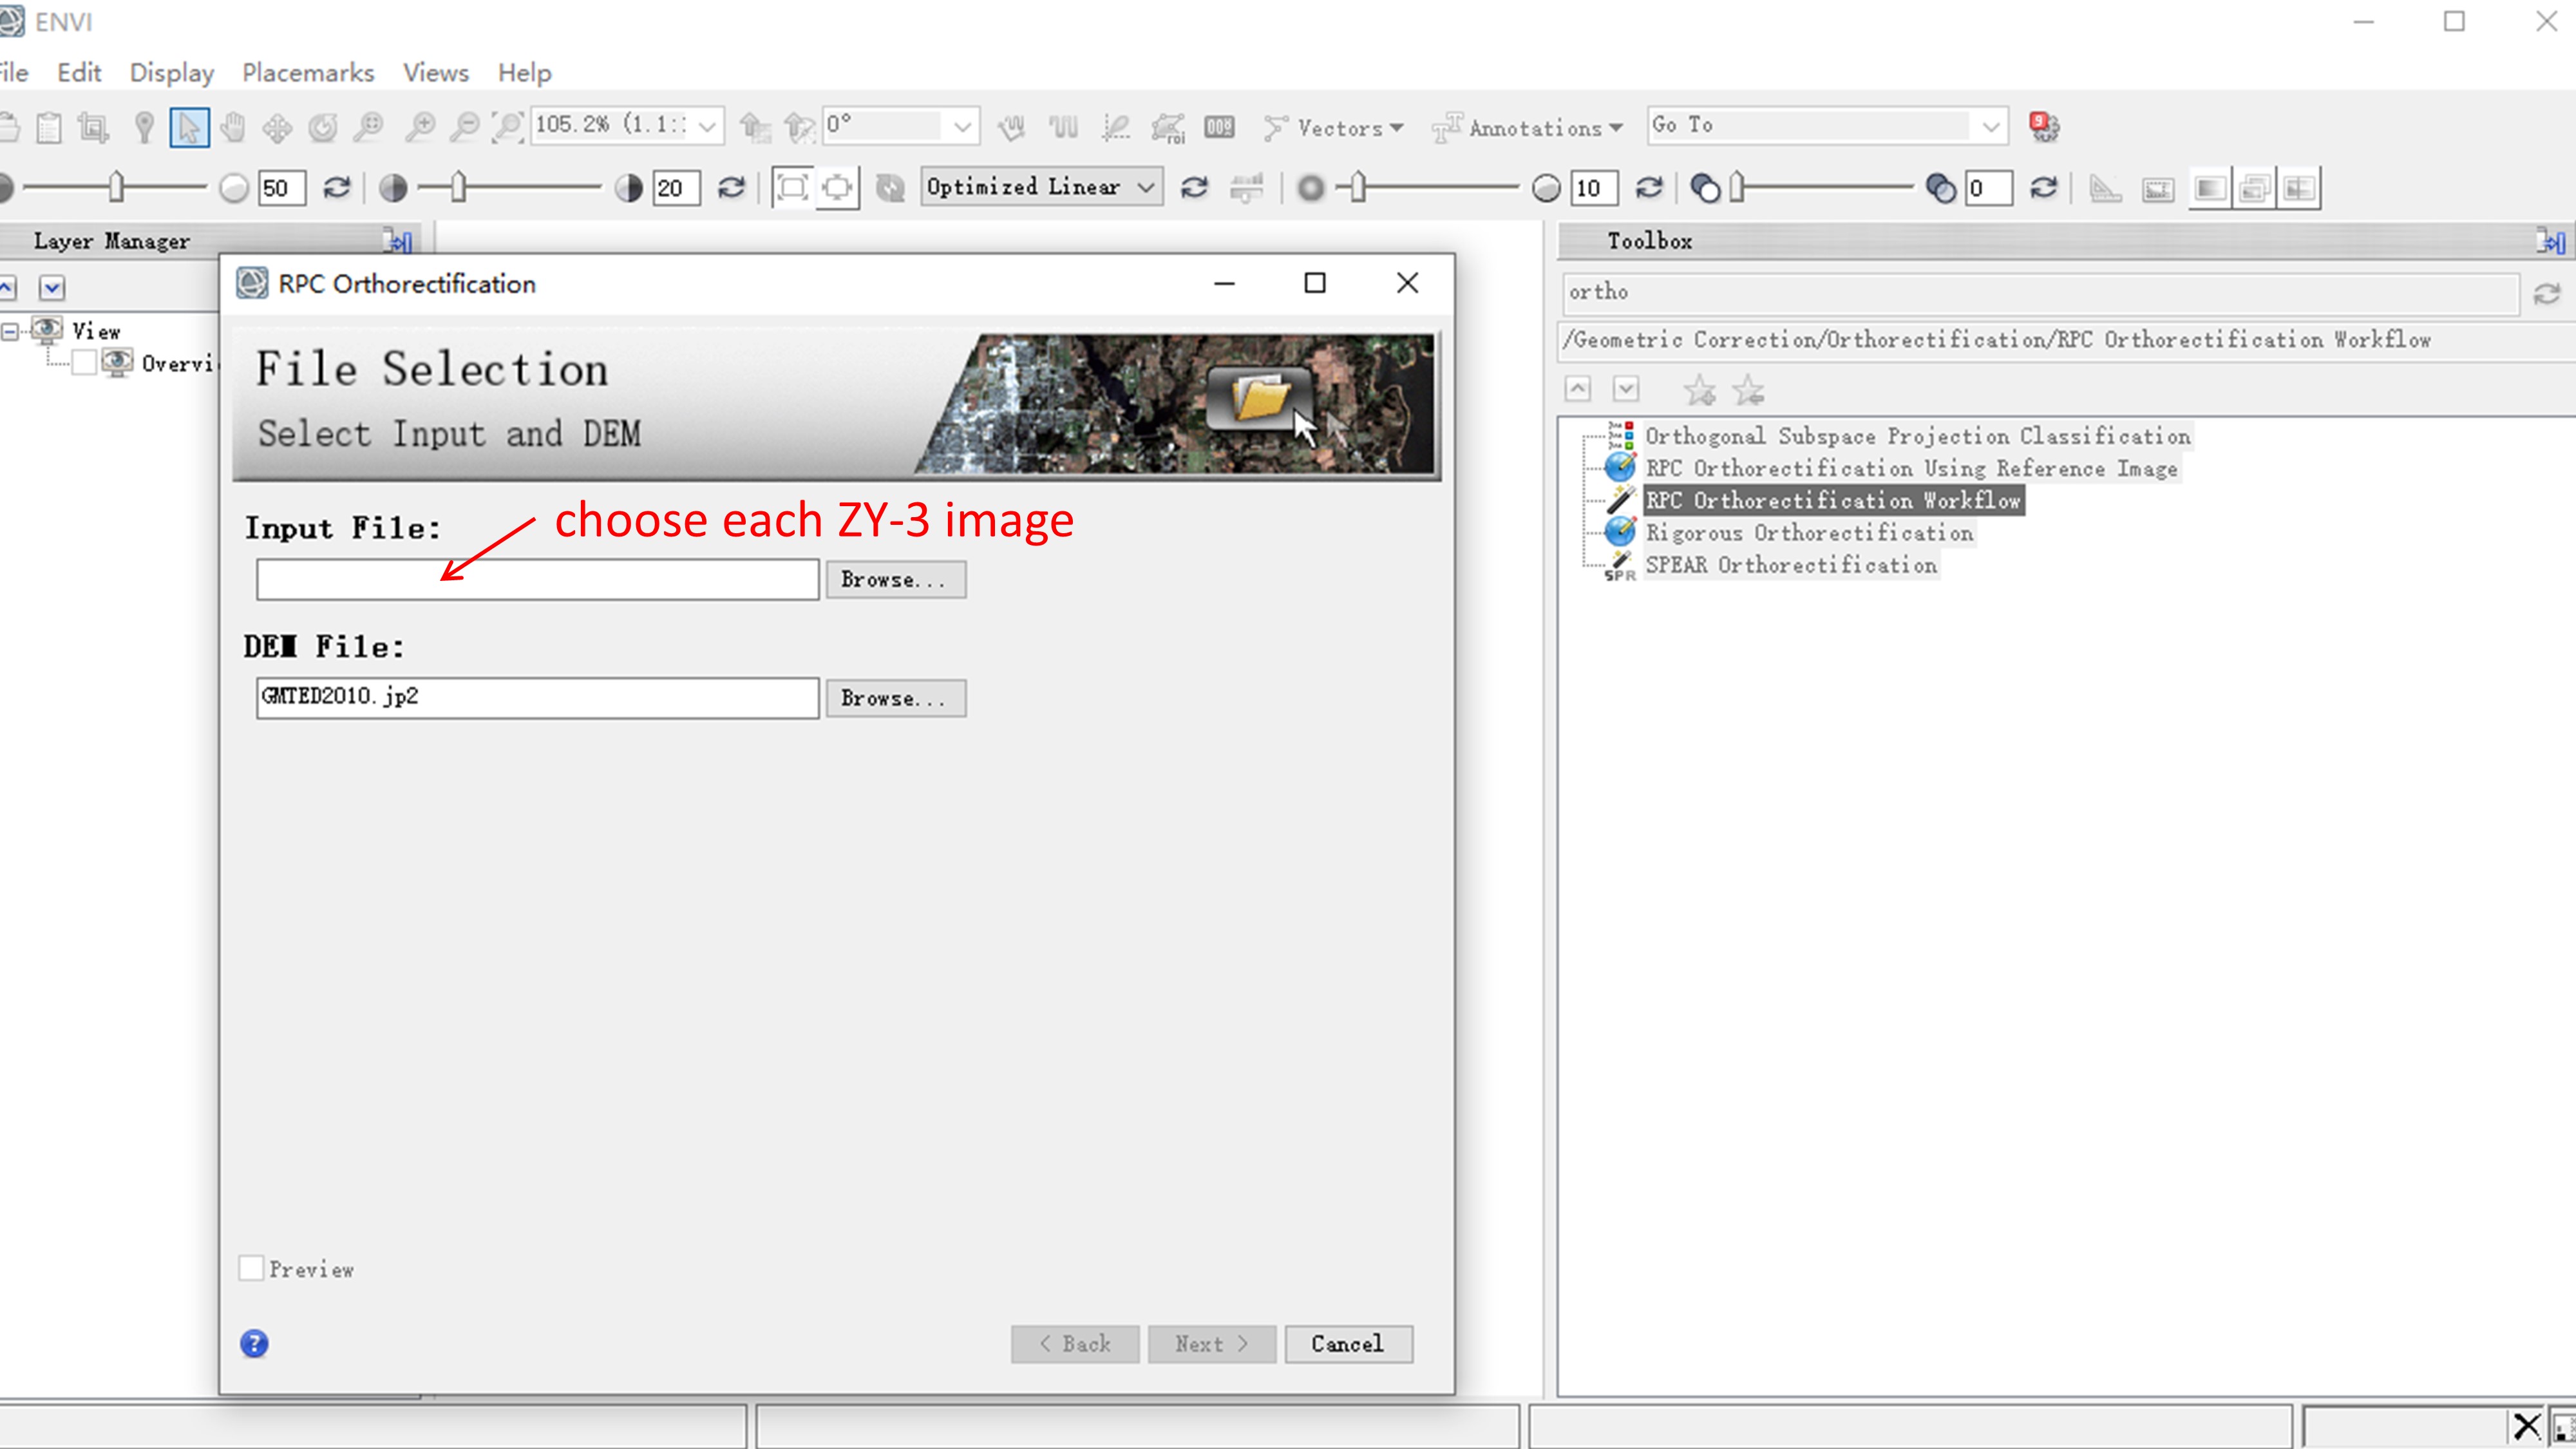 ENVI
File Edit Display Placemarks Views Help
105.2% (1.1:: 0° Vectors Annotations Go To
50 20 Optimized Linear 10 0
Layer Manager
Toolbox
RPC Orthorectification
ortho
View
/Geometric Correction/Orthorectification/RPC Orthorectification Workflow
Overvi
File Selection
Select Input and DEM
Orthogonal Subspace Projection Classification
RPC Orthorectification Using Reference Image
RPC Orthorectification Workflow
Rigorous Orthorectification
SPR SPEAR Orthorectification
Input File:
choose each ZY-3 image
Browse...
DEM File:
GMTED2010.jp2 Browse...
Preview
? < Back Next > Cancel